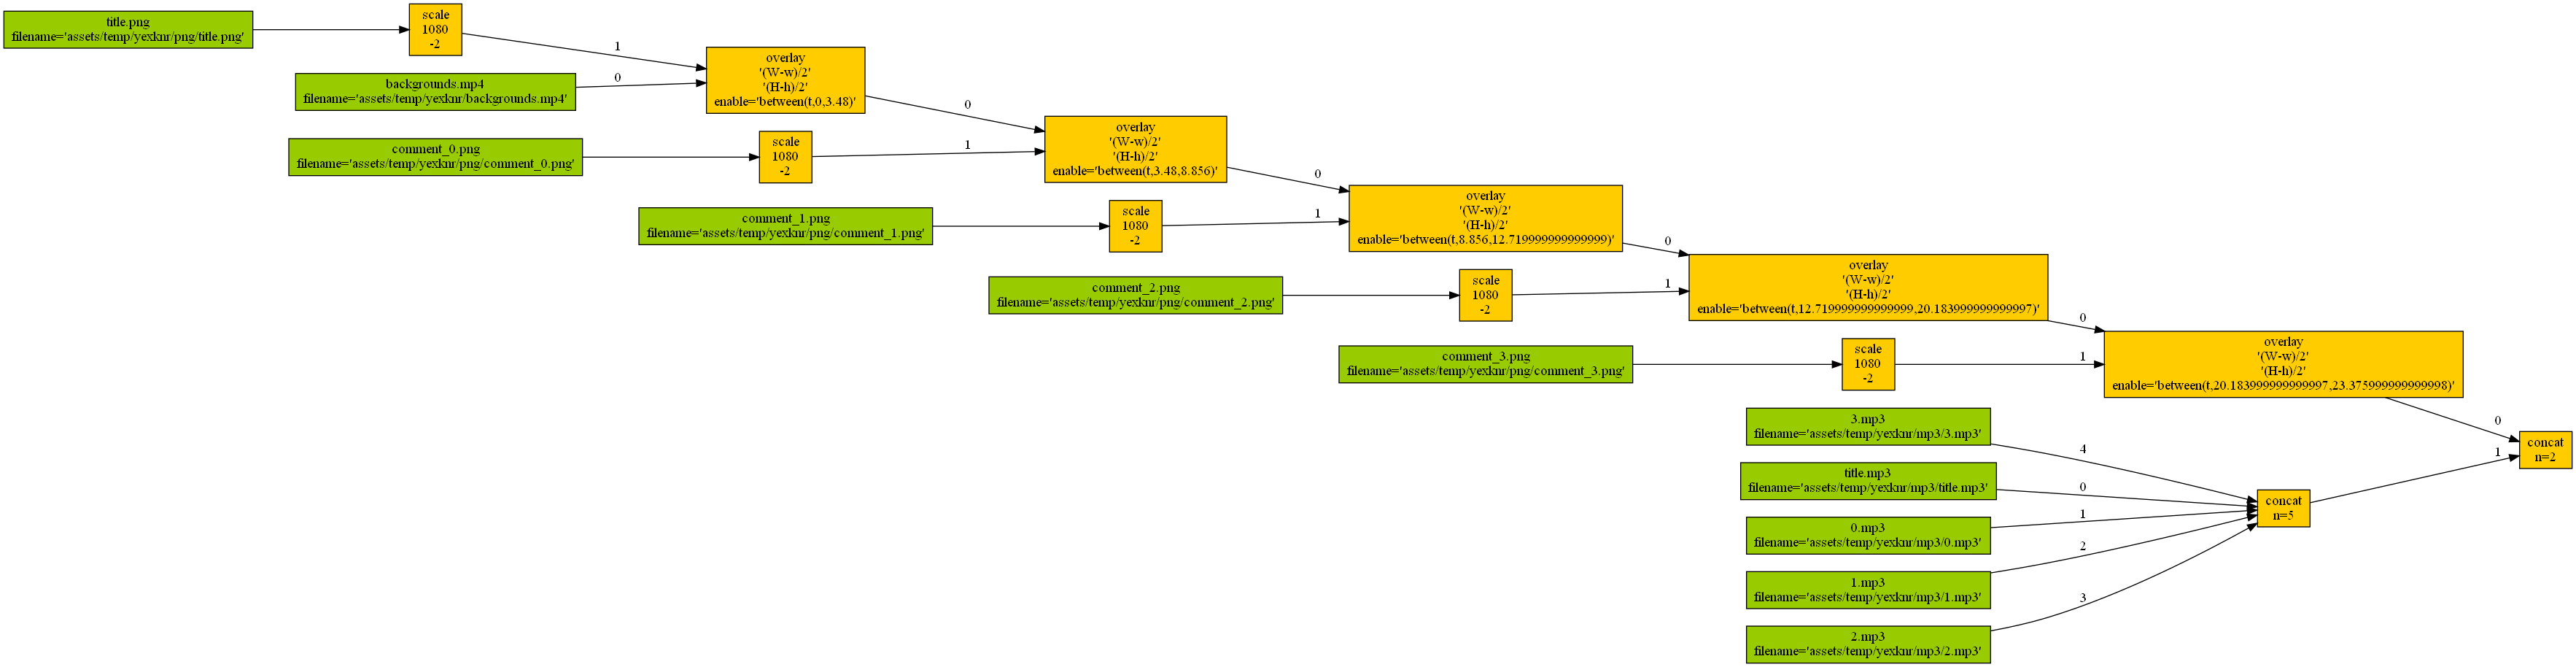 title.png
filename='assets/temp/yexknr/png/title.png'
scale
1080
-2
1
backgrounds.mp4
filename='assets/temp/yexknr/backgrounds.mp4'
0
overlay
'(W-w)/2'
'(H-h)/2'
enable='between(t,0,3.48)'
0
comment_0.png
filename='assets/temp/yexknr/png/comment_0.png'
scale
1080
-2
1
overlay
'(W-w)/2'
'(H-h)/2'
enable='between(t,3.48,8.856)'
0
comment_1.png
filename='assets/temp/yexknr/png/comment_1.png'
scale
1080
-2
1
overlay
'(W-w)/2'
'(H-h)/2'
enable='between(t,8.856,12.719999999999999)'
0
comment_2.png
filename='assets/temp/yexknr/png/comment_2.png'
scale
1080
-2
1
overlay
'(W-w)/2'
'(H-h)/2'
enable='between(t,12.719999999999999,20.183999999999997)'
0
comment_3.png
filename='assets/temp/yexknr/png/comment_3.png'
scale
1080
-2
1
overlay
'(W-w)/2'
'(H-h)/2'
enable='between(t,20.183999999999997,23.375999999999998)'
0
3.mp3
filename='assets/temp/yexknr/mp3/3.mp3'
4
title.mp3
filename='assets/temp/yexknr/mp3/title.mp3'
0
0.mp3
filename='assets/temp/yexknr/mp3/0.mp3'
1
1.mp3
filename='assets/temp/yexknr/mp3/1.mp3'
2
2.mp3
filename='assets/temp/yexknr/mp3/2.mp3'
3
concat
n=5
1
concat
n=2